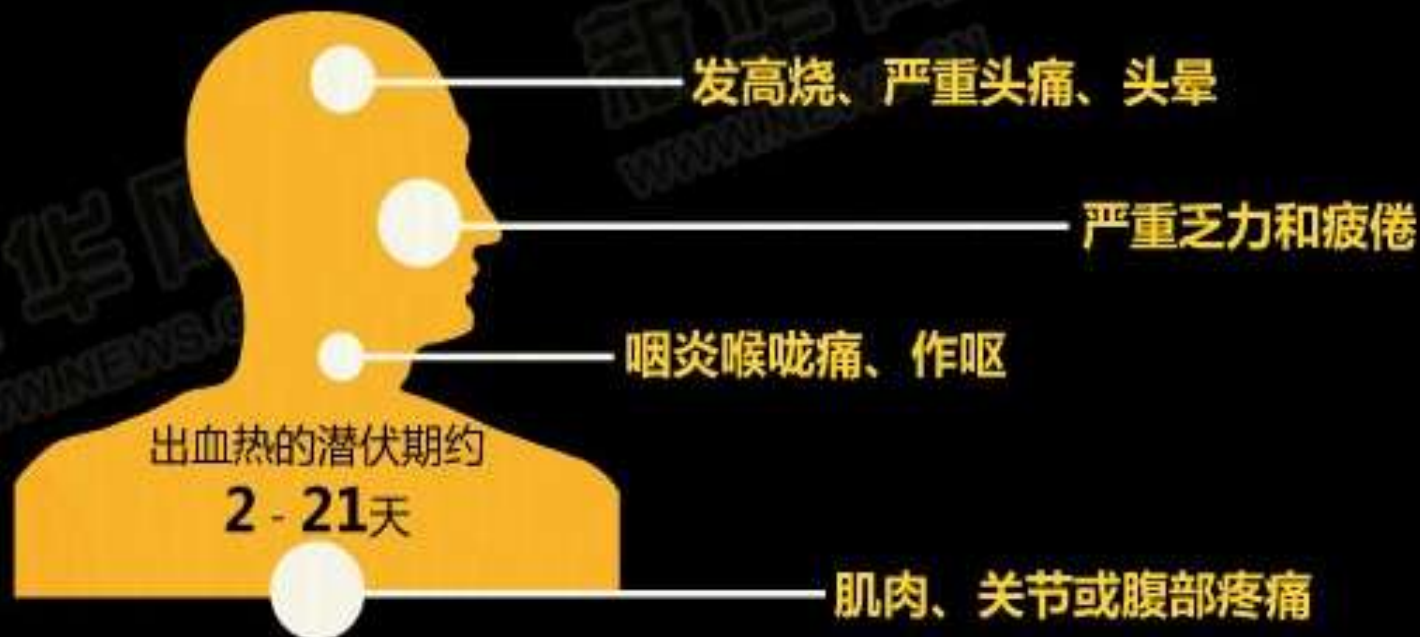 发高烧、严重头痛、头晕
严重乏力和疲倦
咽炎喉咙痛、作呕
出血热的潜伏期约
2 - 21天
肌肉、关节或腹部疼痛